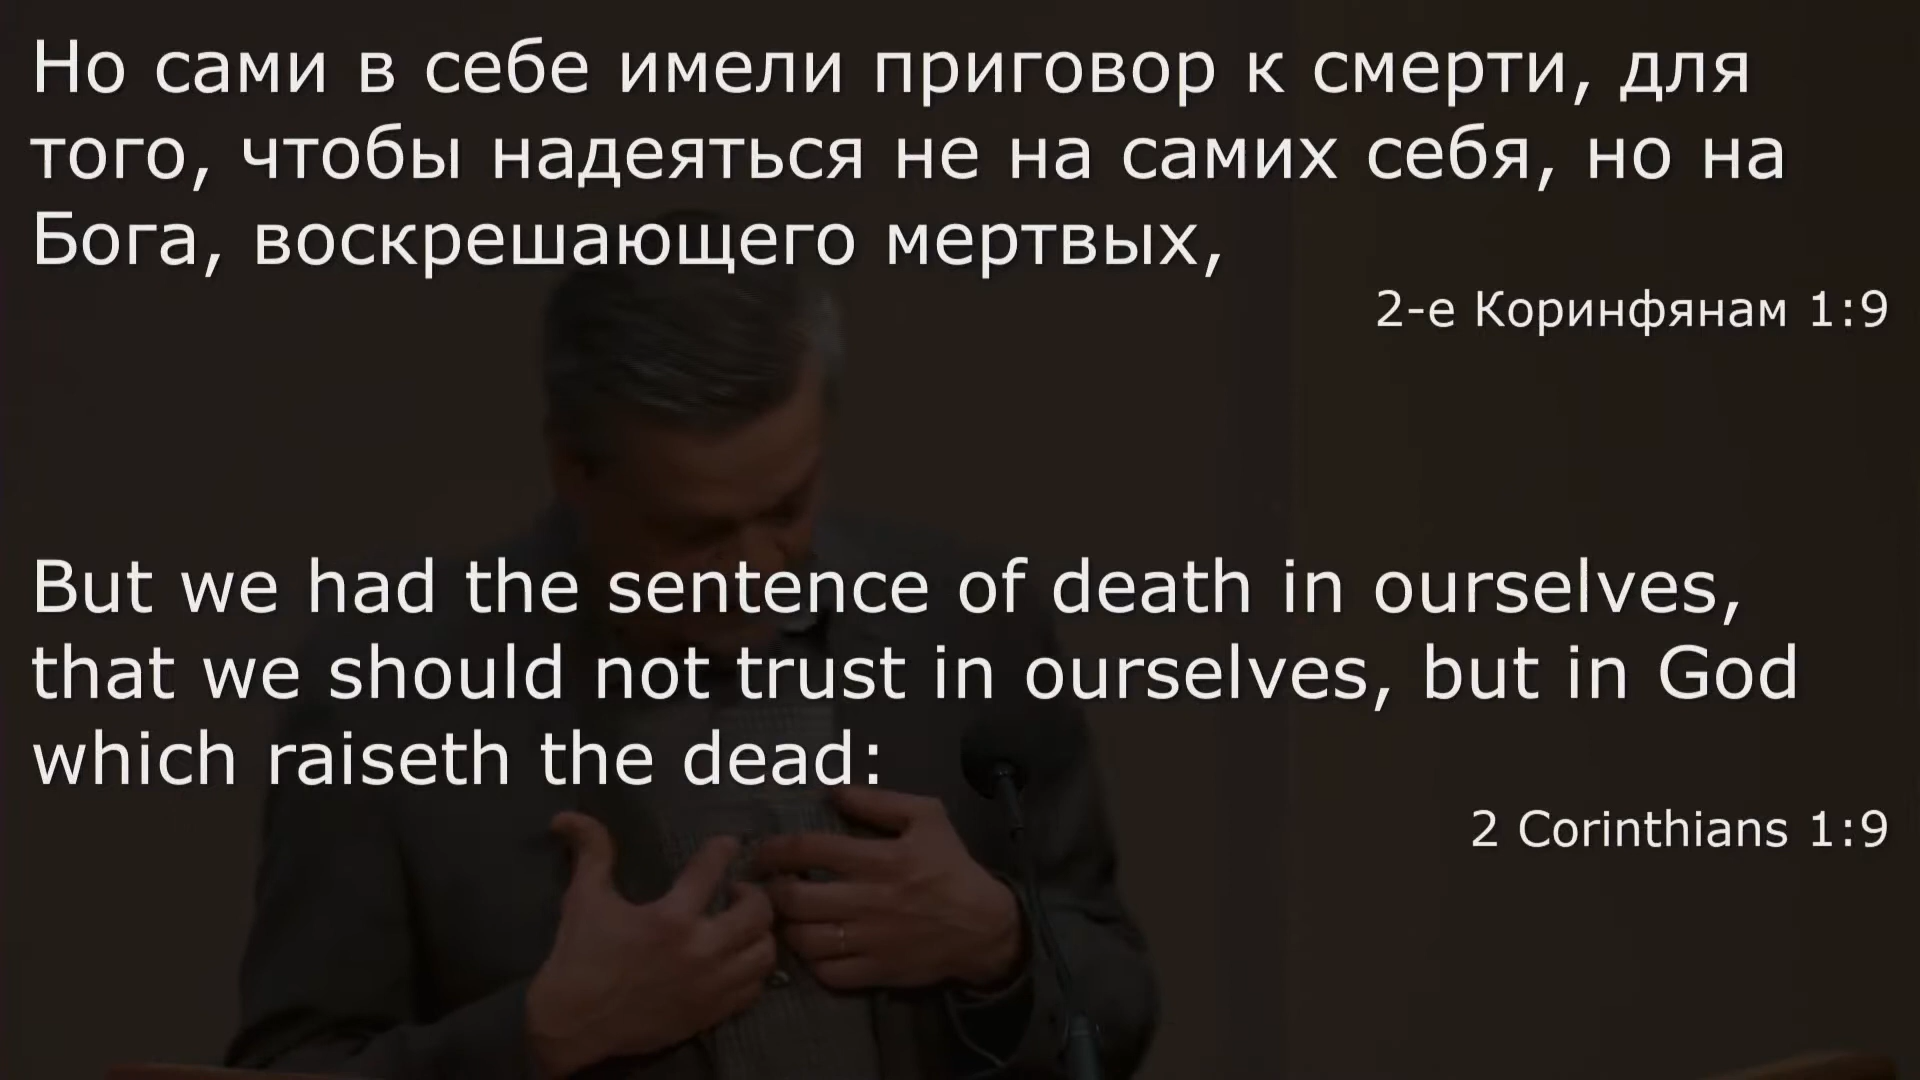 Но сами в себе имели приговор к смерти, для
того, чтобы надеяться не на самих себя, но на
Бога, воскрешающего мертвых,
2-е Коринфянам 1:9
But we had the sentence of death in ourselves,
that we should not trust in ourselves, but in God
which raiseth the dead:
2 Corinthians 1:9